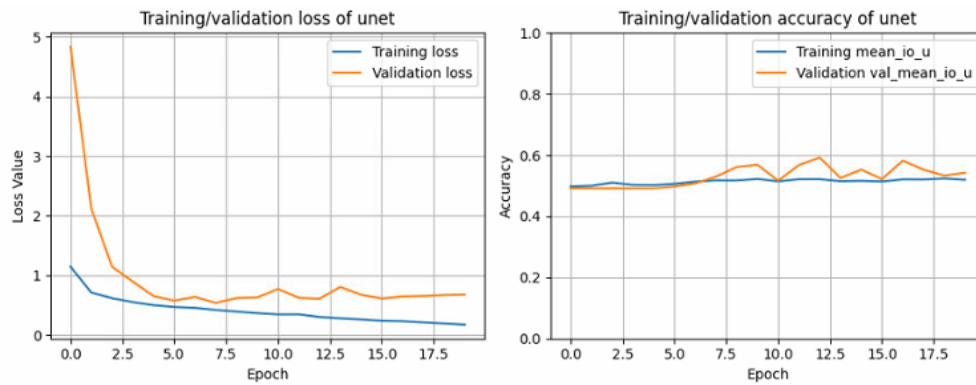 Training/validation loss of unet
Training loss
Validation loss
Loss Value
5
4
3
2
1
0
0.0 2.5 5.0 7.5 10.0 12.5 15.0 17.5
Epoch
Training/validation accuracy of unet
Training mean_io_u
Validation val_mean_io_u
Accuracy
1.0
0.8
0.6
0.4
0.2
0.0
0.0 2.5 5.0 7.5 10.0 12.5 15.0 17.5
Epoch